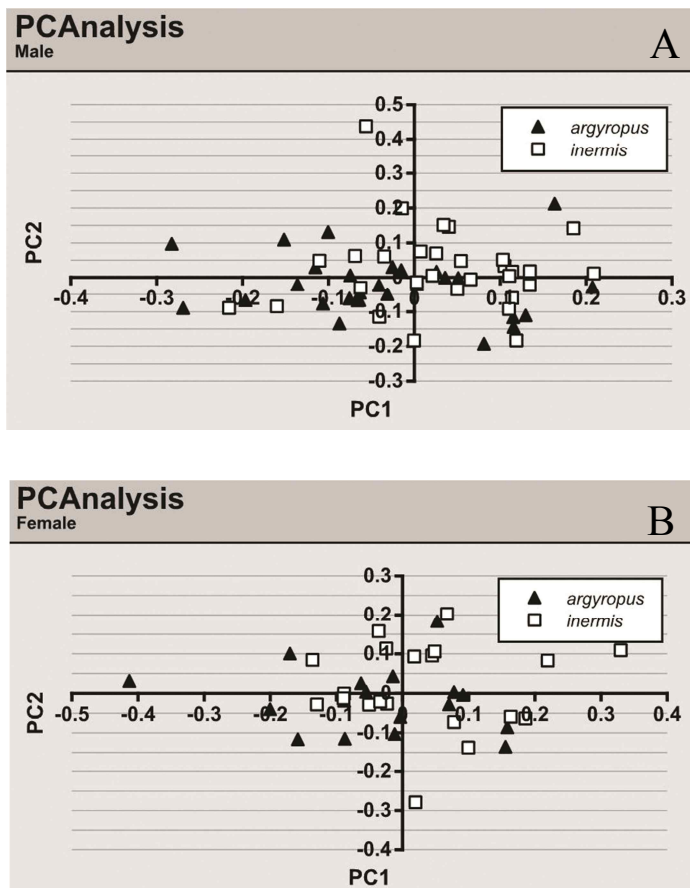 PCAnalysis
Male
A
0.5
argyropus
0.4
inermis
0.3
0.2
0.1
PC2
-0.4 -0.3 -0.2 -0.1 0 0.1 0.2 0.3
-0.1
-0.2
-0.3
PC1
PCAnalysis
Female
B
0.3
argyropus
0.2
inermis
0.1
PC2
0
-0.5 -0.4 -0.3 -0.2 -0.1 0 0.1 0.2 0.3 0.4
-0.1
-0.2
-0.3
-0.4
PC1